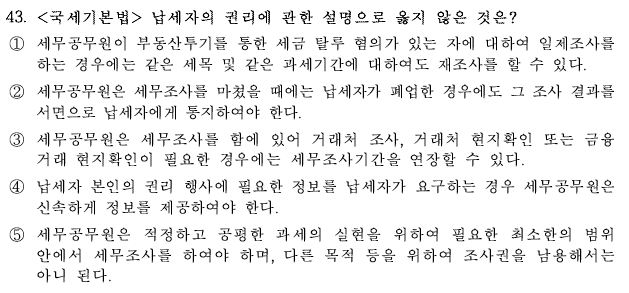 43. <국세기본법> 납세자의 권리에 관한 설명으로 옳지 않은 것은?
① 세무공무원이 부동산투기를 통한 세금 탈루 혐의가 있는 자에 대하여 일제조사를
하는 경우에는 같은 세목 및 같은 과세기간에 대하여도 재조사를 할 수 있다.
② 세무공무원은 세무조사를 마쳤을 때에는 납세자가 폐업한 경우에도 그 조사 결과를
서면으로 납세자에게 통지하여야 한다.
③ 세무공무원은 세무조사를 함에 있어 거래처 조사, 거래처 현지확인 또는 금융
거래 현지확인이 필요한 경우에는 세무조사기간을 연장할 수 있다.
④ 납세자 본인의 권리 행사에 필요한 정보를 납세자가 요구하는 경우 세무공무원은
신속하게 정보를 제공하여야 한다.
⑤ 세무공무원은 적정하고 공평한 과세의 실현을 위하여 필요한 최소한의 범위
안에서 세무조사를 하여야 하며, 다른 목적 등을 위하여 조사권을 남용해서는
아니 된다.